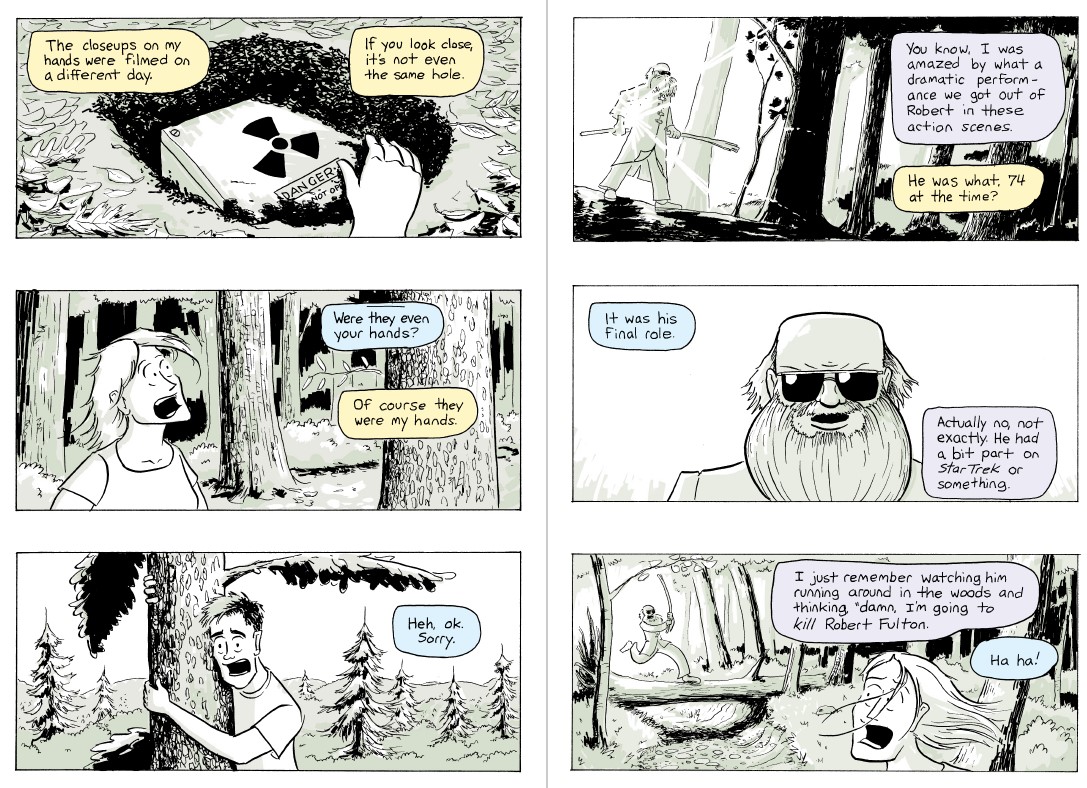 The closeups on my
hands were filmed on
a different day.
If you look close,
it's not even
the same hole.
DANGER:
Were they even
your hands?
Of course they
were my hands.
Heh, ok.
Sorry.
You know, I was
amazed by what a
dramatic perform-
ance we got out of
Robert in these
action scenes.
He was what, 74
at the time?
It was his
final role.
Actually no, not
exactly. He had
a bit part on
Star Trek or
something.
I just remember watching him
running around in the woods and
thinking, "damn, I'm going to
kill Robert Fulton.
Ha ha!